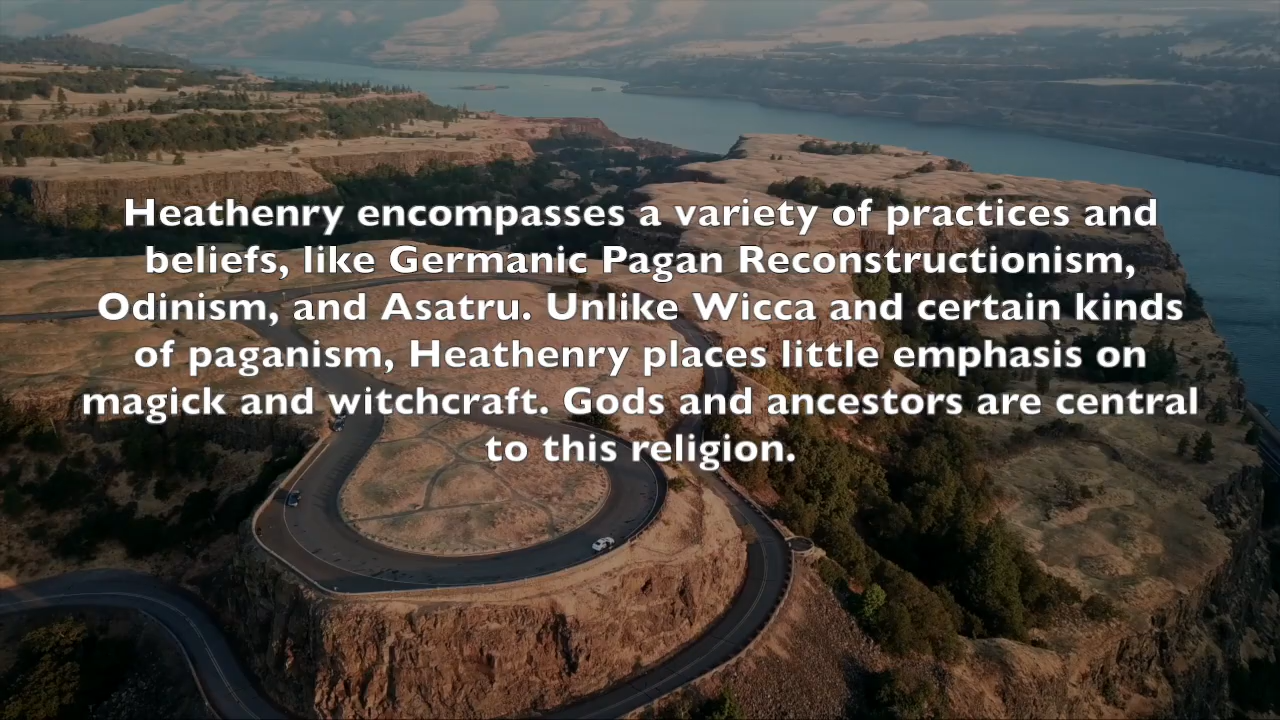 Heathenry encompasses a variety of practices and
beliefs, like Germanic Pagan Reconstructionism,
Odinism, and Asatru. Unlike Wicca and certain kinds
of paganism, Heathenry places little emphasis on
magick and witchcraft. Gods and ancestors are central
to this religion.